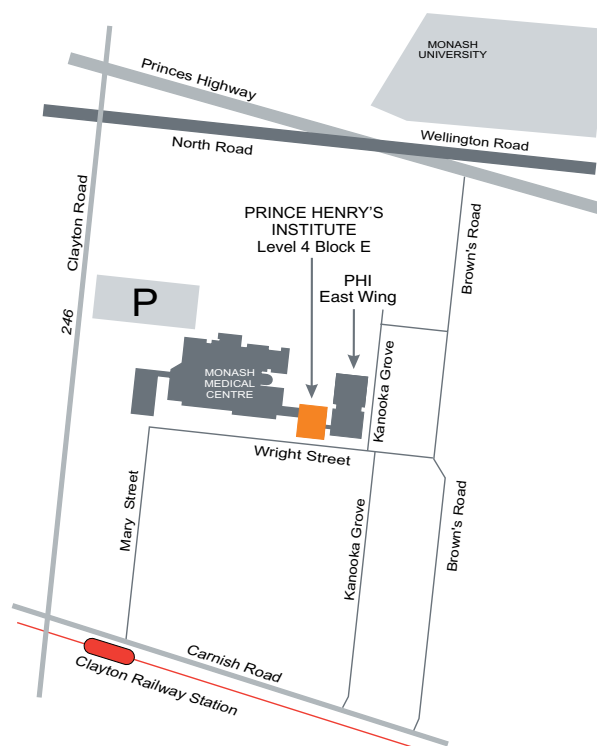 MONASH
UNIVERSITY
Princes Highway
Wellington Road
North Road
Clayton Road
Brown's Road
PRINCE HENRY'S
INSTITUTE
Level 4 Block E
PHI
East Wing
P
246
Kanooka Grove
MONASH
MEDICAL
CENTRE
Wright Street
Mary Street
Kanooka Grove
Brown's Road
Carnish Road
Clayton Railway Station